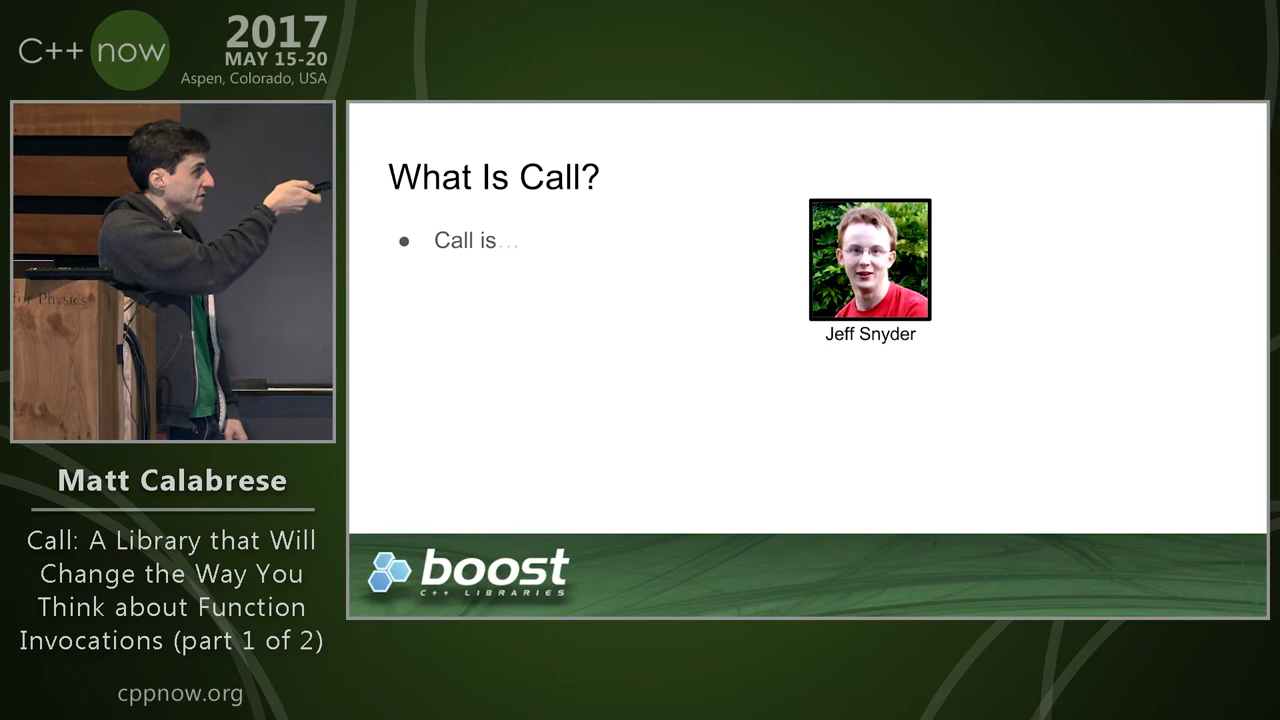 C++ now
2017
MAY 15-20
Aspen, Colorado, USA
for Physics
Matt Calabrese
Call: A Library that Will
Change the Way You
Think about Function
Invocations (part 1 of 2)
cppnow.org
What Is Call?
● Call is...
Jeff Snyder
boost
C++ LIBRARIES